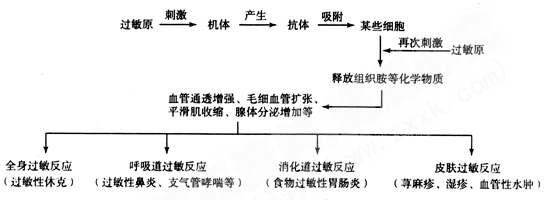 刺激 产生 吸附
过敏原 机体 抗体 某些细胞
再次刺激
过敏原
释放组织胺等化学物质
血管通透增强、毛细血管扩张、
平滑肌收缩、腺体分泌增加等
全身过敏反应 呼吸道过敏反应 消化道过敏反应 皮肤过敏反应
(过敏性休克) (过敏性鼻炎、支气管哮喘等) (食物过敏性胃肠炎) (荨麻疹、湿疹、血管性水肿)